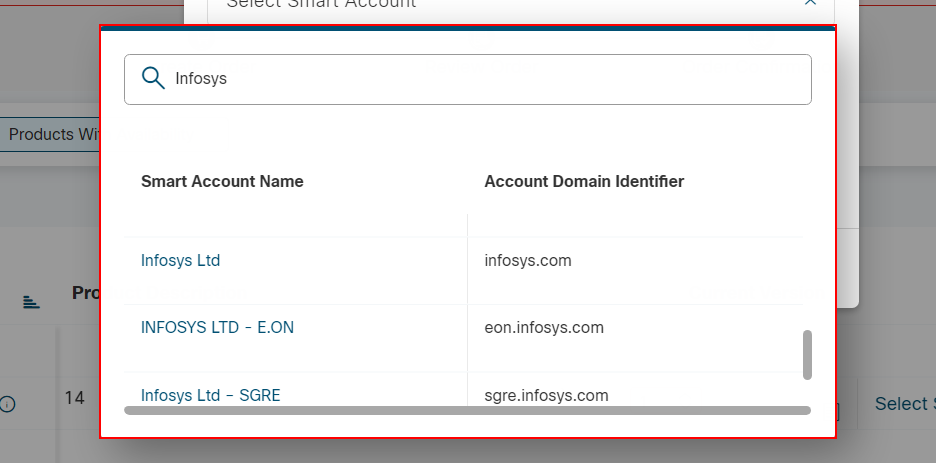 Select Smart Account
Infosys
Products Wi
Smart Account Name Account Domain Identifier
Infosys Ltd infosys.com
Pro
INFOSYS LTD - E.ON eon.infosys.com
14 Infosys Ltd - SGRE sgre.infosys.com
Select